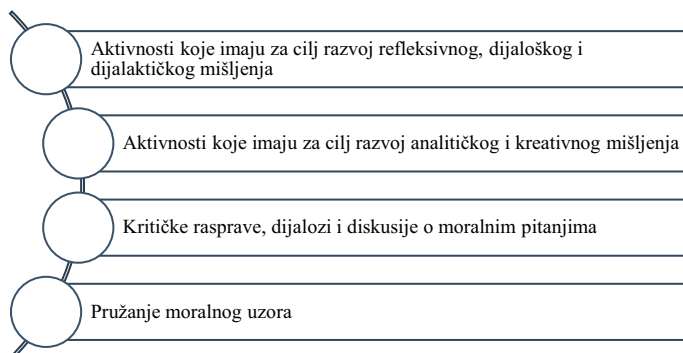 Aktivnosti koje imaju za cilj razvoj refleksivnog, dijaloškog i
dijalaktičkog mišljenja
Aktivnosti koje imaju za cilj razvoj analitičkog i kreativnog mišljenja
Kritičke rasprave, dijalozi i diskusije o moralnim pitanjima
Pružanje moralnog uzora